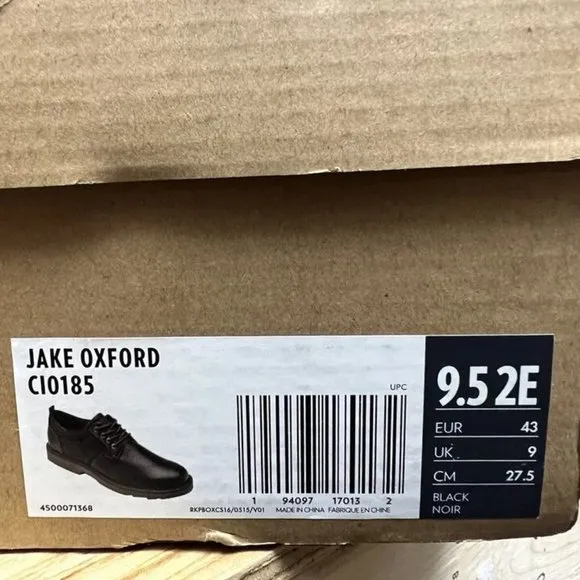 JAKE OXFORD
CI0185
UPC
1 94097 17013 2
4500071368
RKPBOXCS16/0315/V01 MADE IN CHINA FABRIQUE EN CHINE
9.5 2E
EUR 43
UK 9
CM 27.5
BLACK
NOIR